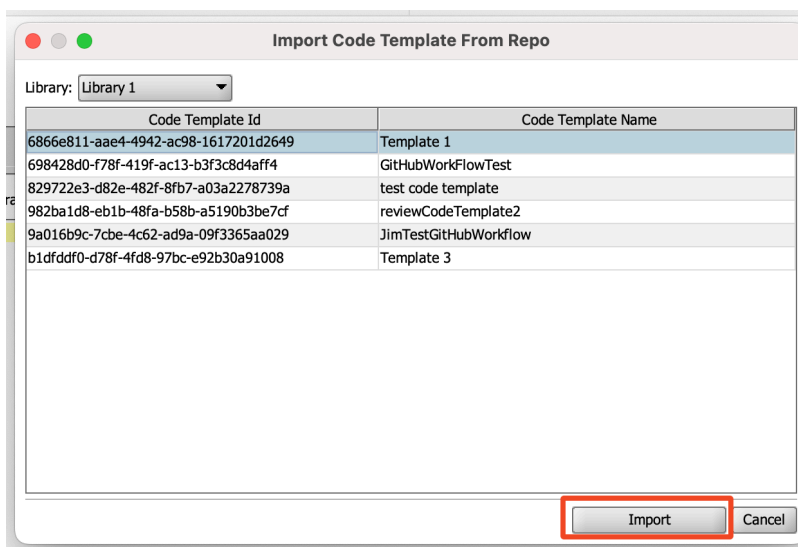 Import Code Template From Repo
Library: Library 1
Code Template Id Code Template Name
6866e811-aae4-4942-ac98-1617201d2649 Template 1
698428d0-f78f-419f-ac13-b3f3c8d4aff4 GitHubWorkFlowTest
829722e3-d82e-482f-8fb7-a03a2278739a test code template
982ba1d8-eb1b-48fa-b58b-a5190b3be7cf reviewCodeTemplate2
9a016b9c-7cbe-4c62-ad9a-09f3365aa029 JimTestGitHubWorkflow
b1dfddf0-d78f-4fd8-97bc-e92b30a91008 Template 3
Import Cancel